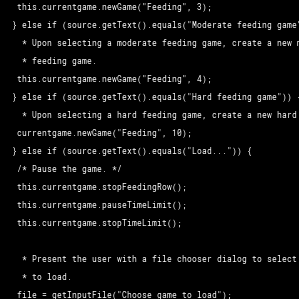 this.currentgame.newGame("Feeding", 3);
} else if (source.getText().equals("Moderate feeding game"
* Upon selecting a moderate feeding game, create a new
* feeding game.
this.currentgame.newGame("Feeding", 4);
} else if (source.getText().equals("Hard feeding game")) {
* Upon selecting a hard feeding game, create a new hard
currentgame.newGame("Feeding", 10);
} else if (source.getText().equals("Load...")) {
/* Pause the game. */
this.currentgame.stopFeedingRow();
this.currentgame.pauseTimeLimit();
this.currentgame.stopTimeLimit();
* Present the user with a file chooser dialog to select
* to load.
file = getInputFile("Choose game to load");